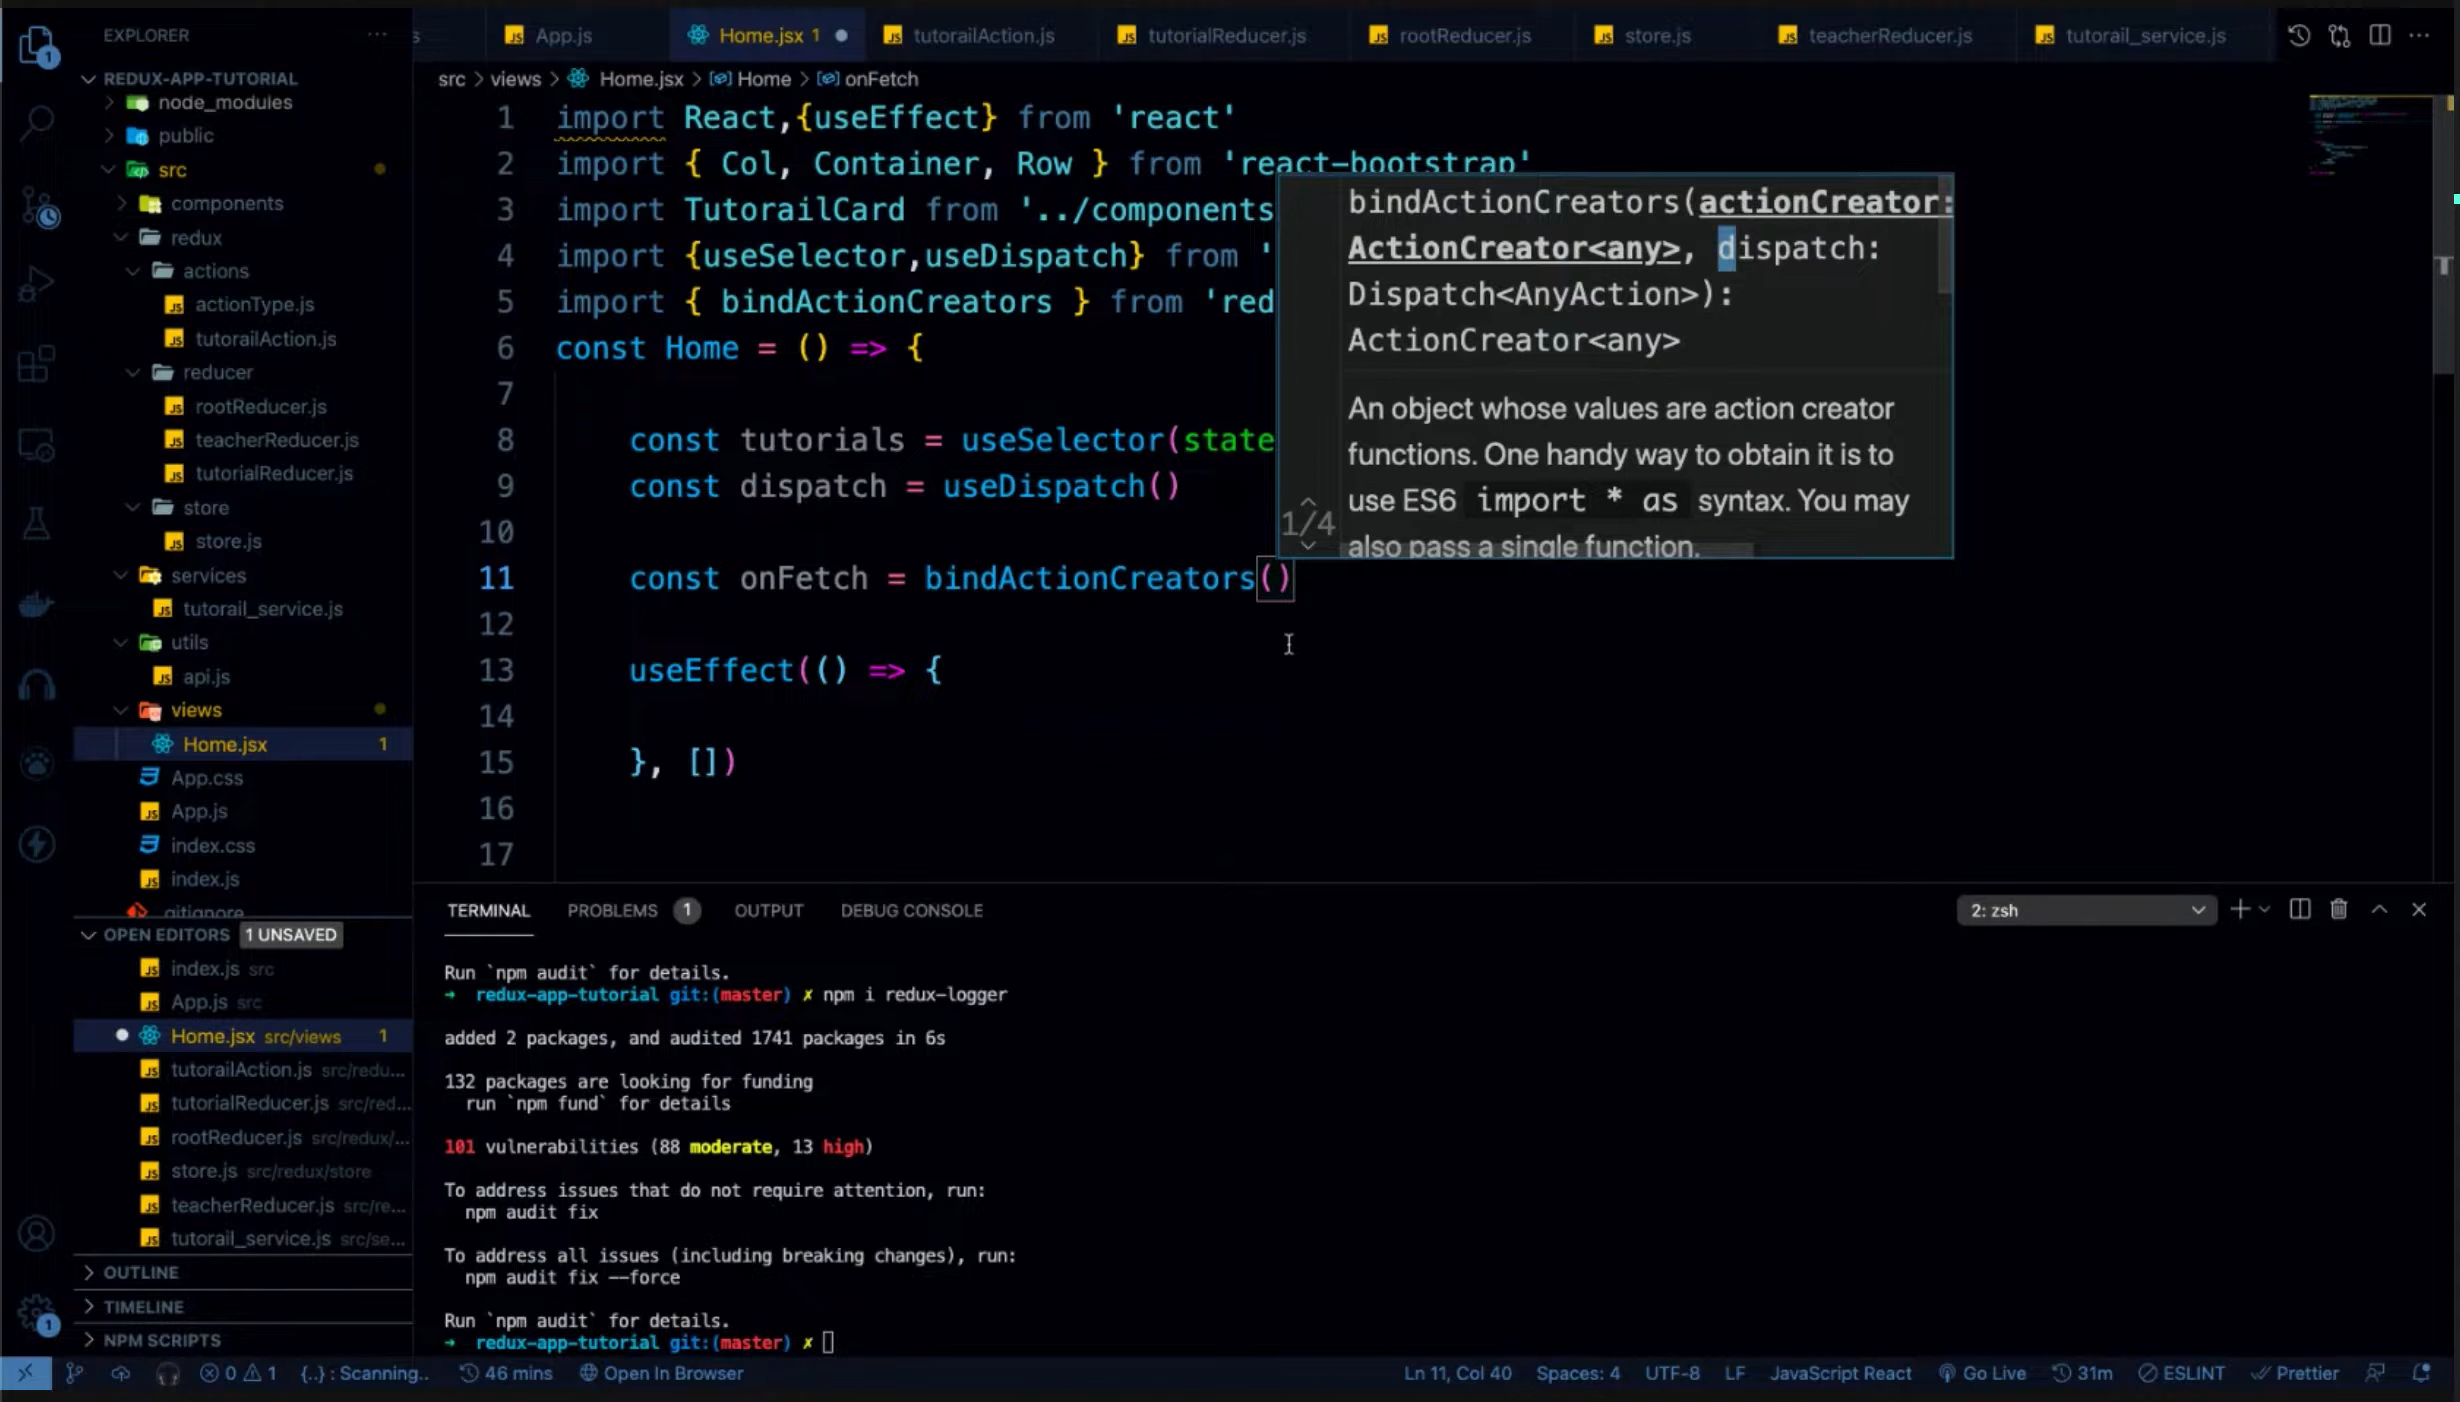 EXPLORER
REDUX-APP-TUTORIAL
node_modules
public
src
components
redux
actions
actionType.js
tutorailAction.js
reducer
rootReducer.js
teacherReducer.js
tutorialReducer.js
store
store.js
services
tutorail_service.js
utils
api.js
views
Home.jsx 1
App.css
App.js
index.css
index.js
.gitignore
OPEN EDITORS 1 UNSAVED
index.js src
App.js src
Home.jsx src/views 1
tutorailAction.js src/redu...
tutorialReducer.js src/red...
rootReducer.js src/redux/...
store.js src/redux/store
teacherReducer.js src/re...
tutorail_service.js src/se...
OUTLINE
TIMELINE
NPM SCRIPTS
s App.js Home.jsx 1 tutorailAction.js tutorialReducer.js rootReducer.js store.js teacherReducer.js tutorail_service.js
src > views > Home.jsx > Home > onFetch
1 import React,{useEffect} from 'react'
2 import { Col, Container, Row } from 'react-bootstrap'
3 import TutorailCard from '../components
4 import {useSelector,useDispatch} from '
5 import { bindActionCreators } from 'red
6 const Home = () => {
7
8 const tutorials = useSelector(state
9 const dispatch = useDispatch()
10
11 const onFetch = bindActionCreators()
12
13 useEffect(() => {
14
15 }, [])
16
17
bindActionCreators(actionCreator:
ActionCreator<any>, dispatch:
Dispatch<AnyAction>):
ActionCreator<any>
An object whose values are action creator
functions. One handy way to obtain it is to
use ES6 import * as syntax. You may
also pass a single function.
1/4
TERMINAL PROBLEMS 1 OUTPUT DEBUG CONSOLE
2: zsh
Run `npm audit` for details.
→ redux-app-tutorial git:(master) ✗ npm i redux-logger
added 2 packages, and audited 1741 packages in 6s
132 packages are looking for funding
run `npm fund` for details
101 vulnerabilities (88 moderate, 13 high)
To address issues that do not require attention, run:
npm audit fix
To address all issues (including breaking changes), run:
npm audit fix --force
Run `npm audit` for details.
→ redux-app-tutorial git:(master) ✗
0 1 {..} : Scanning.. 46 mins Open In Browser Ln 11, Col 40 Spaces: 4 UTF-8 LF JavaScript React Go Live 31m ESLINT Prettier